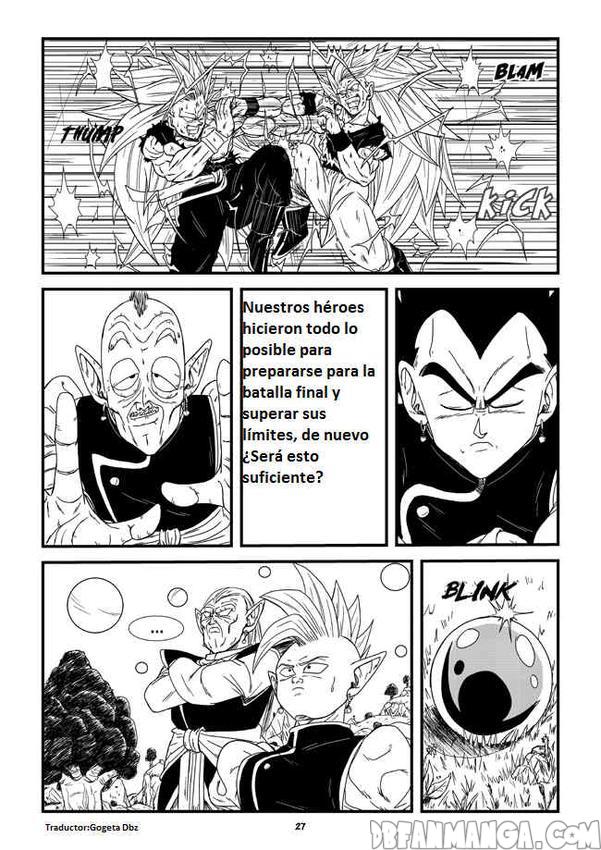 BLAM
THUMP
KICK
Nuestros héroes
hicieron todo lo
posible para
prepararse para la
batalla final y
superar sus
límites, de nuevo
¿Será esto
suficiente?
...
BLINK
Traductor:Gogeta Dbz
27
DBFANMANGA.COM